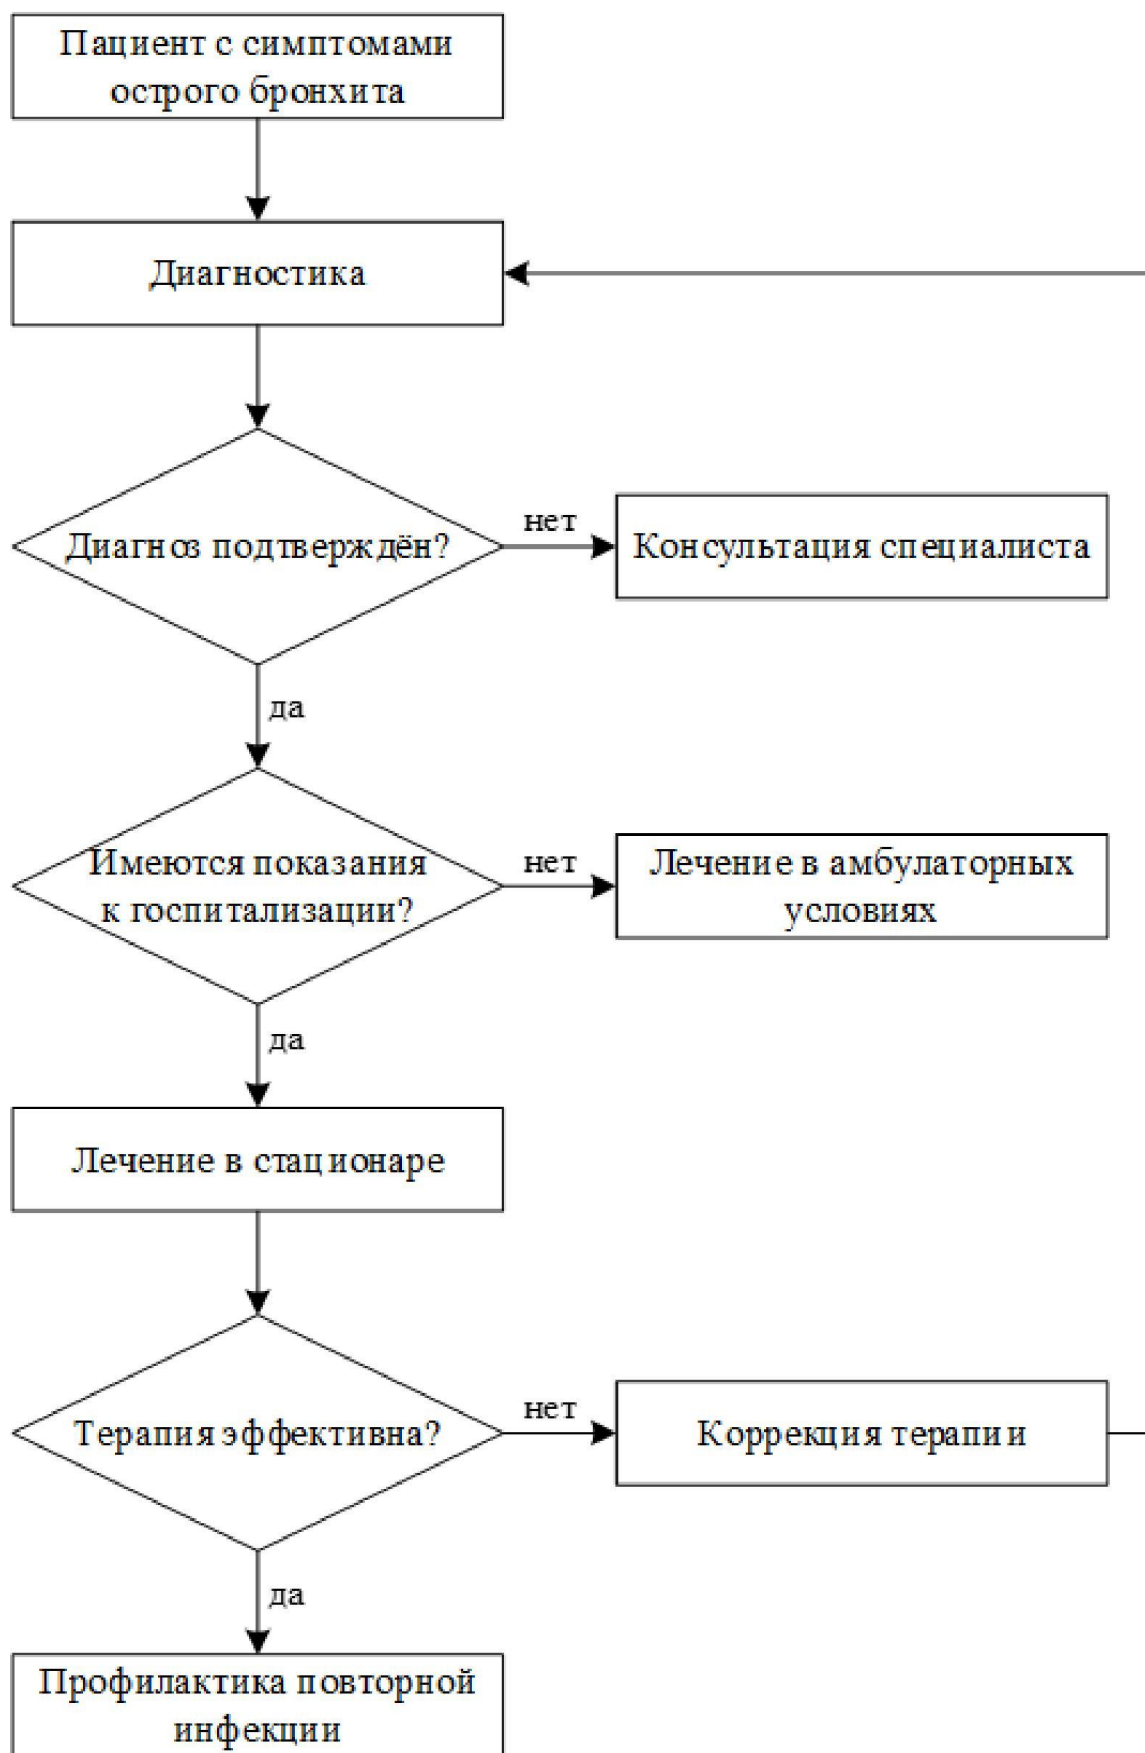 Пациент с симптомами
острого бронхита
Диагностика
Диагноз подтверждён?
нет
Консультация специалиста
да
Имеются показания
к госпитализации?
нет
Лечение в амбулаторных
условиях
да
Лечение в стационаре
Терапия эффективна?
нет
Коррекция терапии
да
Профилактика повторной
инфекции